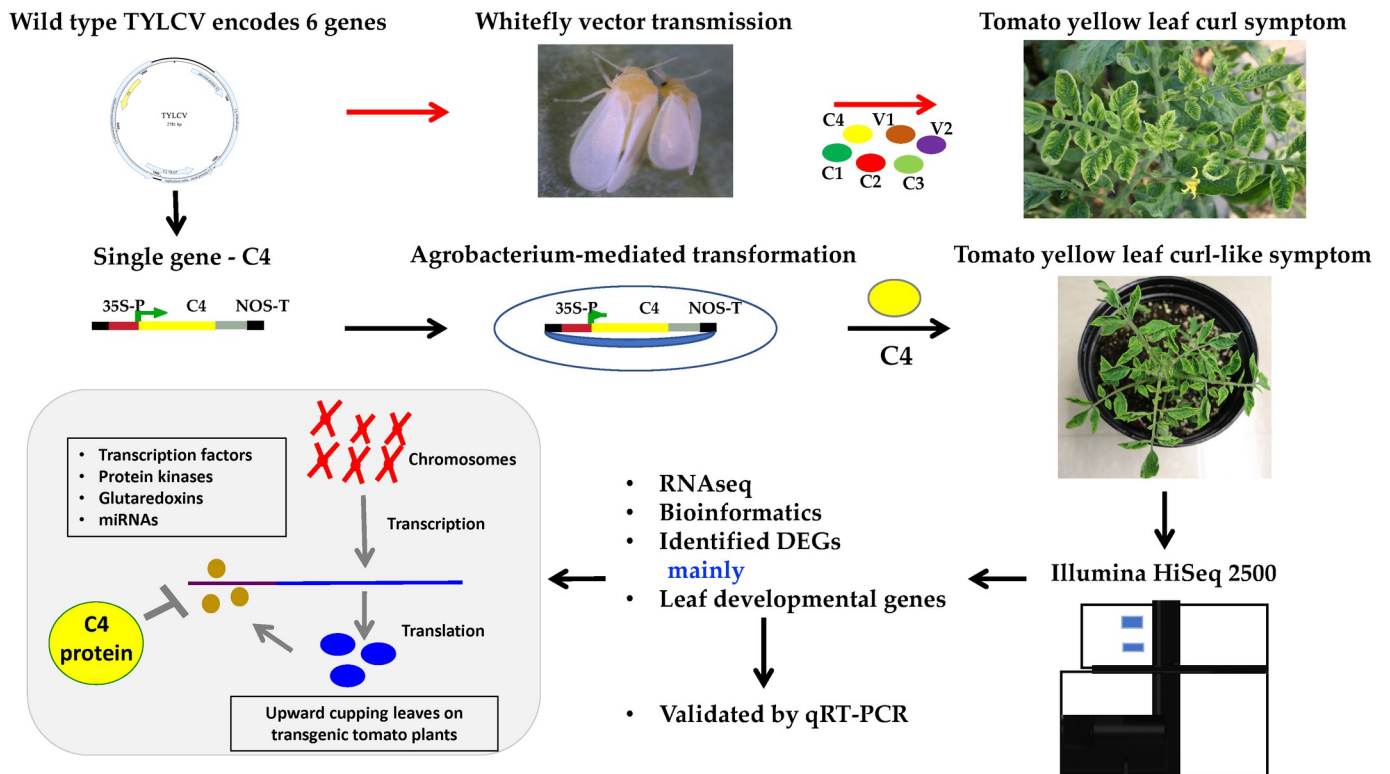 Wild type TYLCV encodes 6 genes
Whitefly vector transmission
Tomato yellow leaf curl symptom
TYLCV
2781 bp
C4
V1
V2
C1
C2
C3
Single gene - C4
Agrobacterium-mediated transformation
Tomato yellow leaf curl-like symptom
35S-P
C4
NOS-T
35S-P
C4
NOS-T
C4
• Transcription factors
• Protein kinases
• Glutaredoxins
• miRNAs
Chromosomes
Transcription
Translation
C4
protein
Upward cupping leaves on
transgenic tomato plants
• RNAseq
• Bioinformatics
• Identified DEGs
mainly
• Leaf developmental genes
• Validated by qRT-PCR
Illumina HiSeq 2500